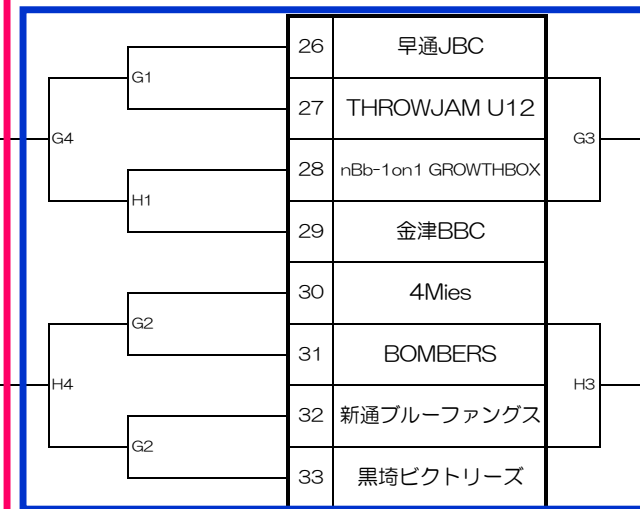 26 早通JBC
G1
27 THROWJAM U12
G4 G3
28 nBb-1on1 GROWTHBOX
H1
29 金津BBC
30 4Mies
G2
31 BOMBERS
H4 H3
32 新通ブルーファングス
G2
33 黒埼ビクトリーズ